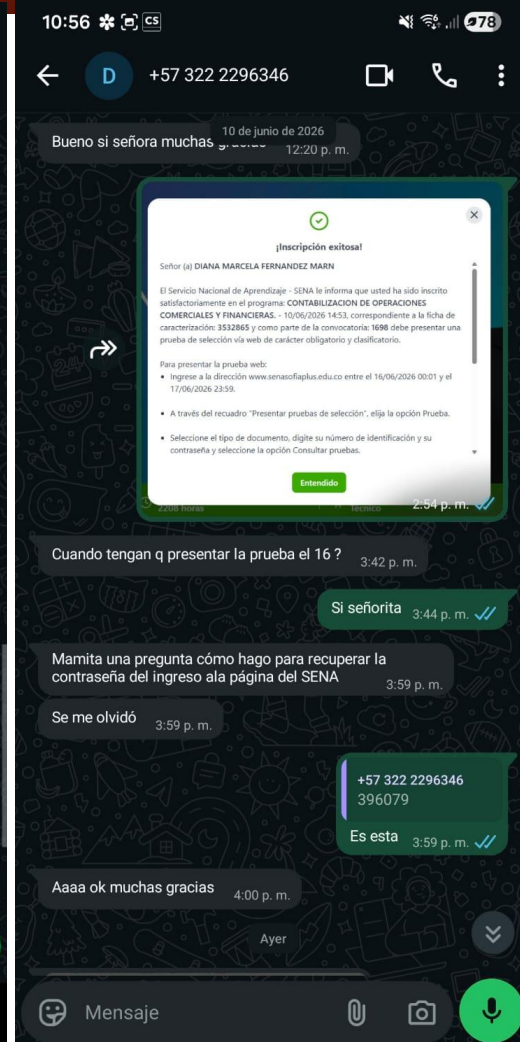 10:56
CS
78
D
+57 322 2296346
10 de junio de 2026
Bueno si señora muchas
12:20 p. m.
¡Inscripción exitosa!
Señor (a) DIANA MARCELA FERNANDEZ MARN
El Servicio Nacional de Aprendizaje - SENA le informa que usted ha sido inscrito
satisfactoriamente en el programa: CONTABILIZACION DE OPERACIONES
COMERCIALES Y FINANCIERAS. - 10/06/2026 14:53, correspondiente a la ficha de
caracterización: 3532865 y como parte de la convocatoria: 1698 debe presentar una
prueba de selección vía web de carácter obligatorio y clasificatorio.
Para presentar la prueba web:
• Ingrese a la dirección www.senasofiaplus.edu.co entre el 16/06/2026 00:01 y el
17/06/2026 23:59.
• A través del recuadro "Presentar pruebas de selección", elija la opción Prueba.
• Seleccione el tipo de documento, digite su número de identificación y su
contraseña y seleccione la opción Consultar pruebas.
Entendido
2208 horas
Técnico
2:54 p. m.
Cuando tengan q presentar la prueba el 16 ?
3:42 p. m.
Si señorita
3:44 p. m.
Mamita una pregunta cómo hago para recuperar la
contraseña del ingreso ala página del SENA
3:59 p. m.
Se me olvidó
3:59 p. m.
+57 322 2296346
396079
Es esta
3:59 p. m.
Aaaa ok muchas gracias
4:00 p. m.
Ayer
Mensaje